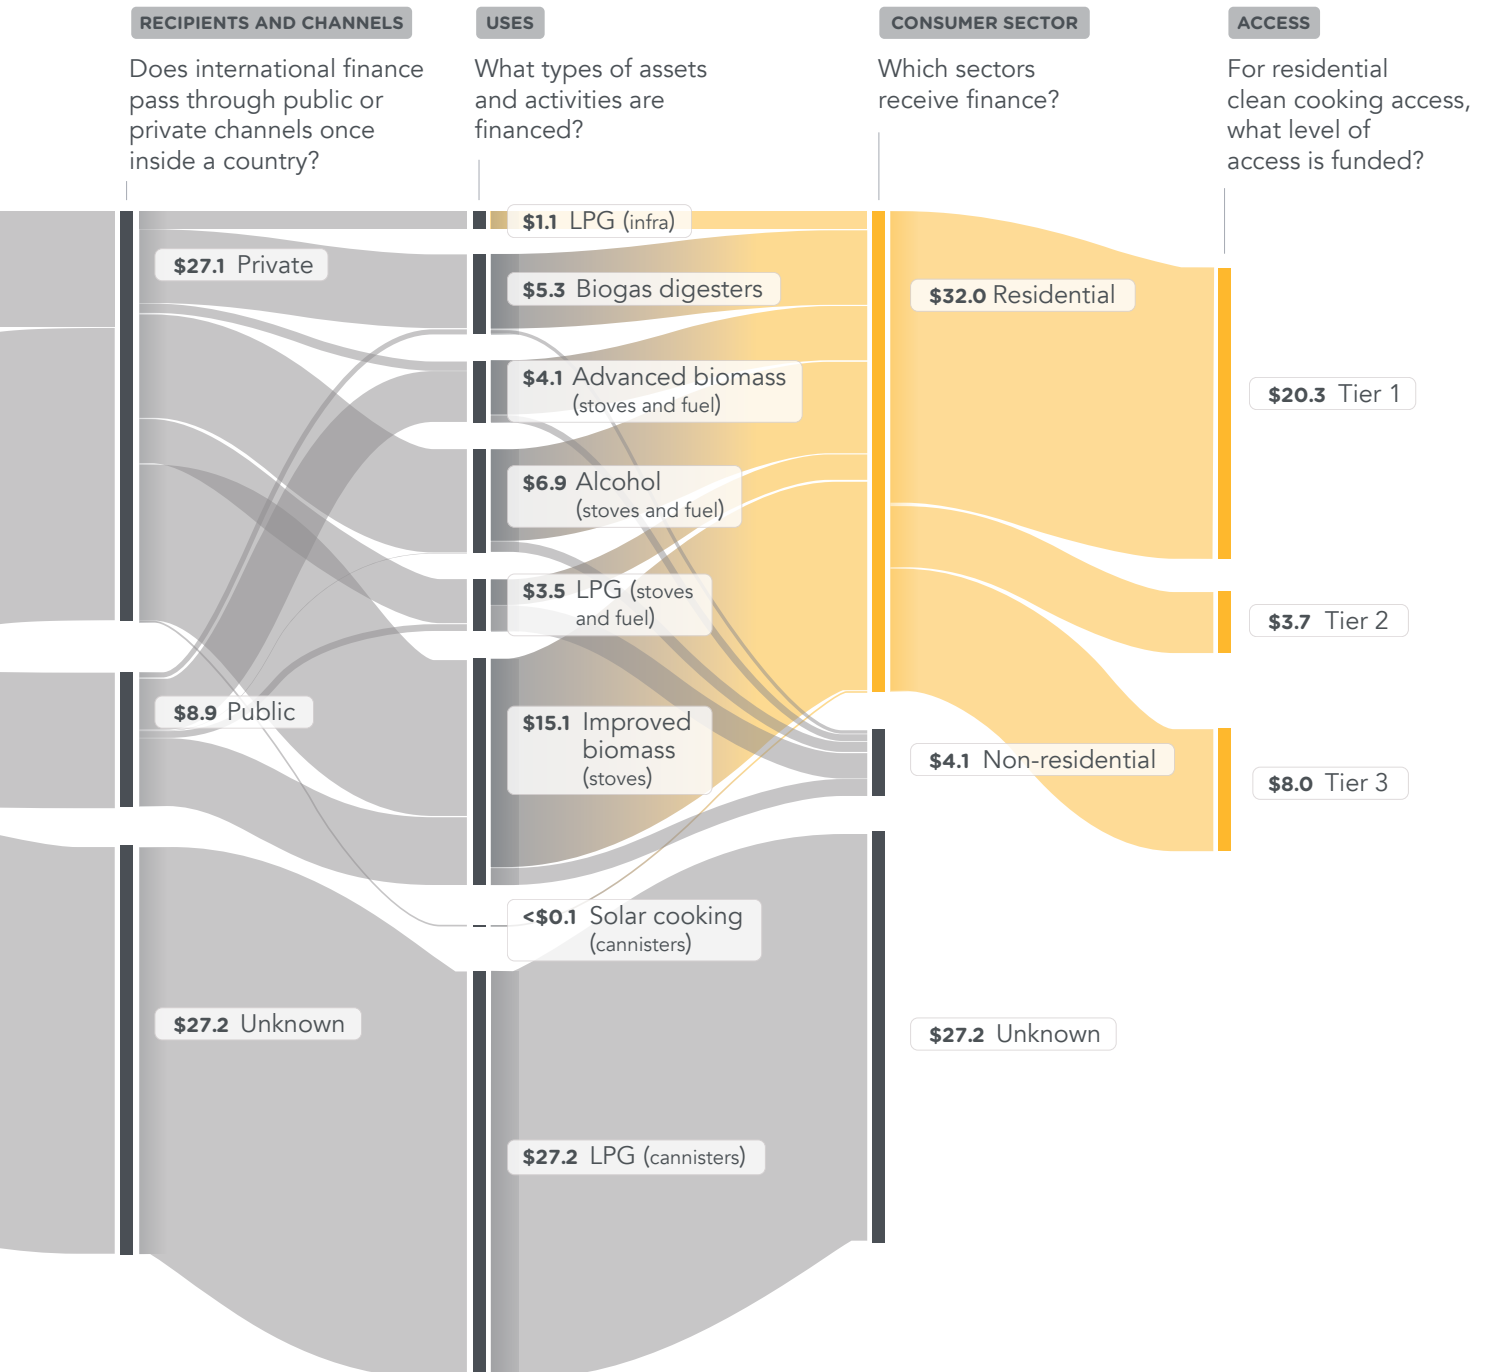 RECIPIENTS AND CHANNELS
Does international finance
pass through public or
private channels once
inside a country?
$27.1 Private
$8.9 Public
$27.2 Unknown
USES
What types of assets
and activities are
financed?
$1.1 LPG (infra)
$5.3 Biogas digesters
$4.1 Advanced biomass
(stoves and fuel)
$6.9 Alcohol
(stoves and fuel)
$3.5 LPG (stoves
and fuel)
$15.1 Improved
biomass
(stoves)
<$0.1 Solar cooking
(cannisters)
$27.2 LPG (cannisters)
CONSUMER SECTOR
Which sectors
receive finance?
$32.0 Residential
$4.1 Non-residential
$27.2 Unknown
ACCESS
For residential
clean cooking access,
what level of
access is funded?
$20.3 Tier 1
$3.7 Tier 2
$8.0 Tier 3